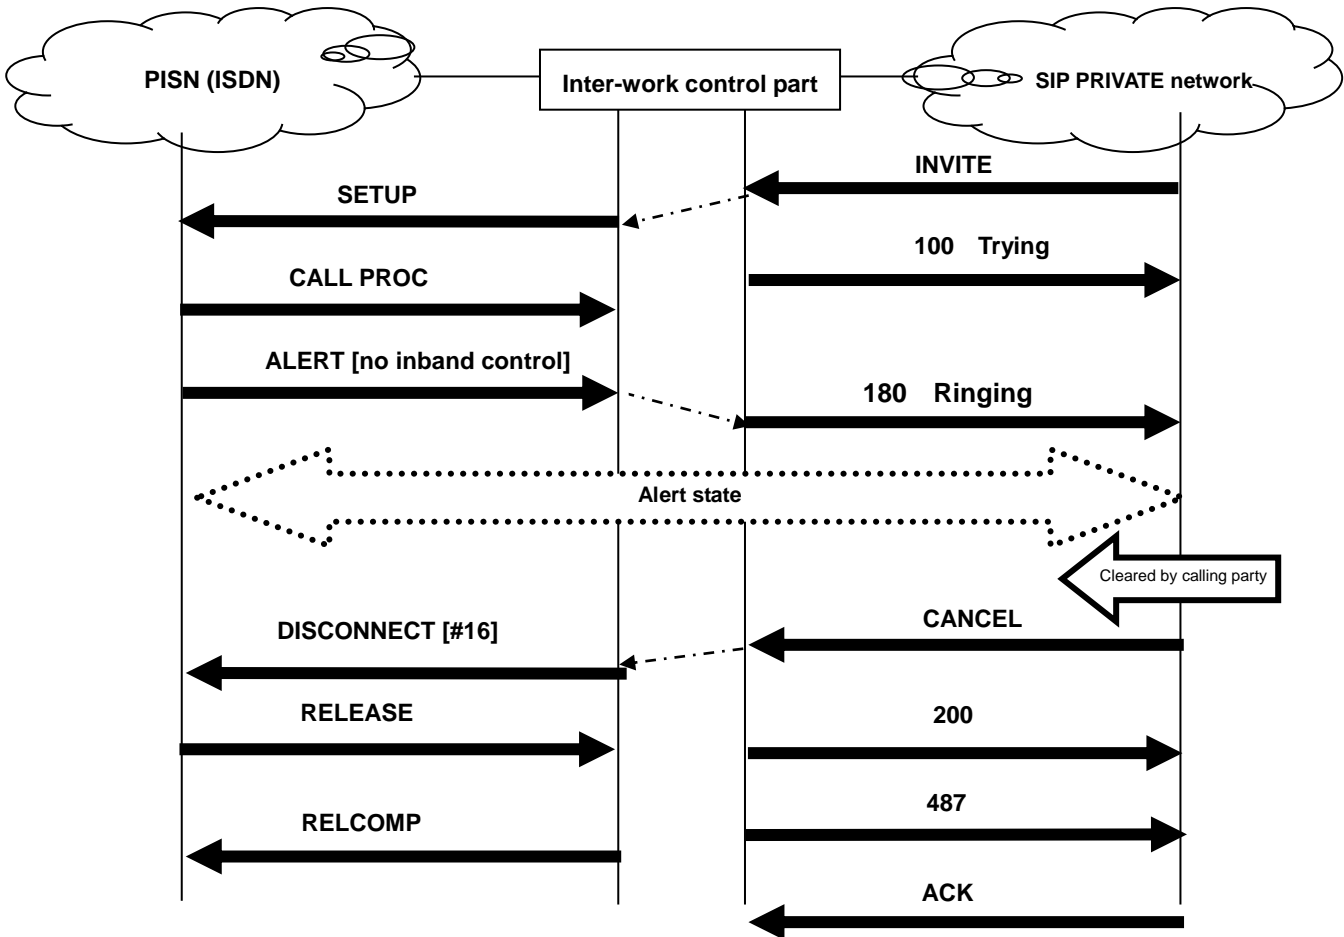 PISN (ISDN)
Inter-work control part
SIP PRIVATE network
INVITE
SETUP
100 Trying
CALL PROC
ALERT [no inband control]
180 Ringing
Alert state
Cleared by calling party
CANCEL
DISCONNECT [#16]
RELEASE
200
487
RELCOMP
ACK